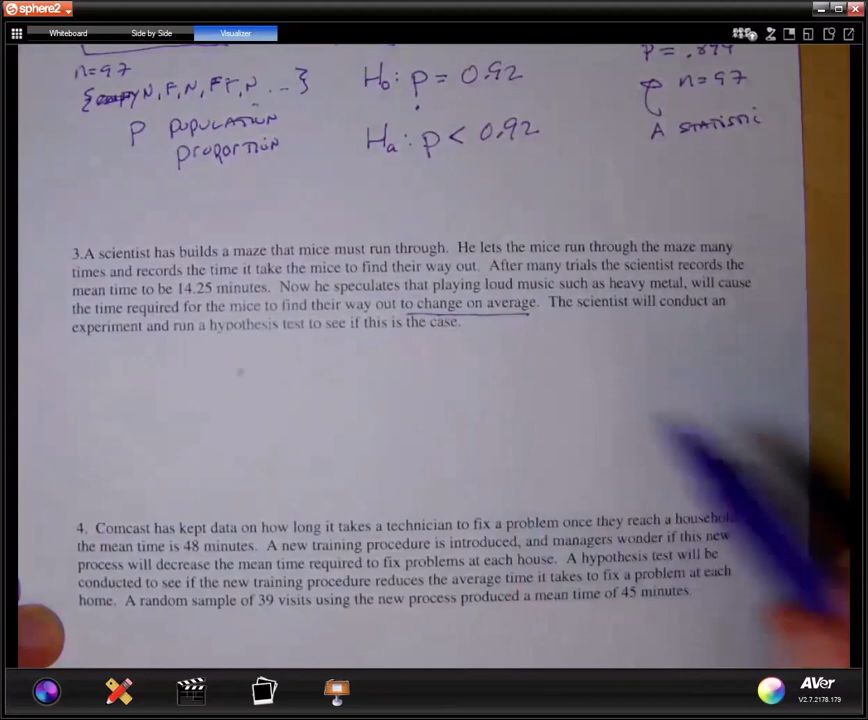 sphere2
Whiteboard
Side by Side
Visualizer
n=97
N, F, N, FF, N ... }
P POPULATION
PROPORTION
H₀: p = 0.92
Hₐ: p < 0.92
P = .899
n=97
A STATISTIC
3.A scientist has builds a maze that mice must run through. He lets the mice run through the maze many
times and records the time it take the mice to find their way out. After many trials the scientist records the
mean time to be 14.25 minutes. Now he speculates that playing loud music such as heavy metal, will cause
the time required for the mice to find their way out to change on average. The scientist will conduct an
experiment and run a hypothesis test to see if this is the case.
4. Comcast has kept data on how long it takes a technician to fix a problem once they reach a househol
the mean time is 48 minutes. A new training procedure is introduced, and managers wonder if this new
process will decrease the mean time required to fix problems at each house. A hypothesis test will be
conducted to see if the new training procedure reduces the average time it takes to fix a problem at each
home. A random sample of 39 visits using the new process produced a mean time of 45 minutes.
AVer
V2.7.2178.179